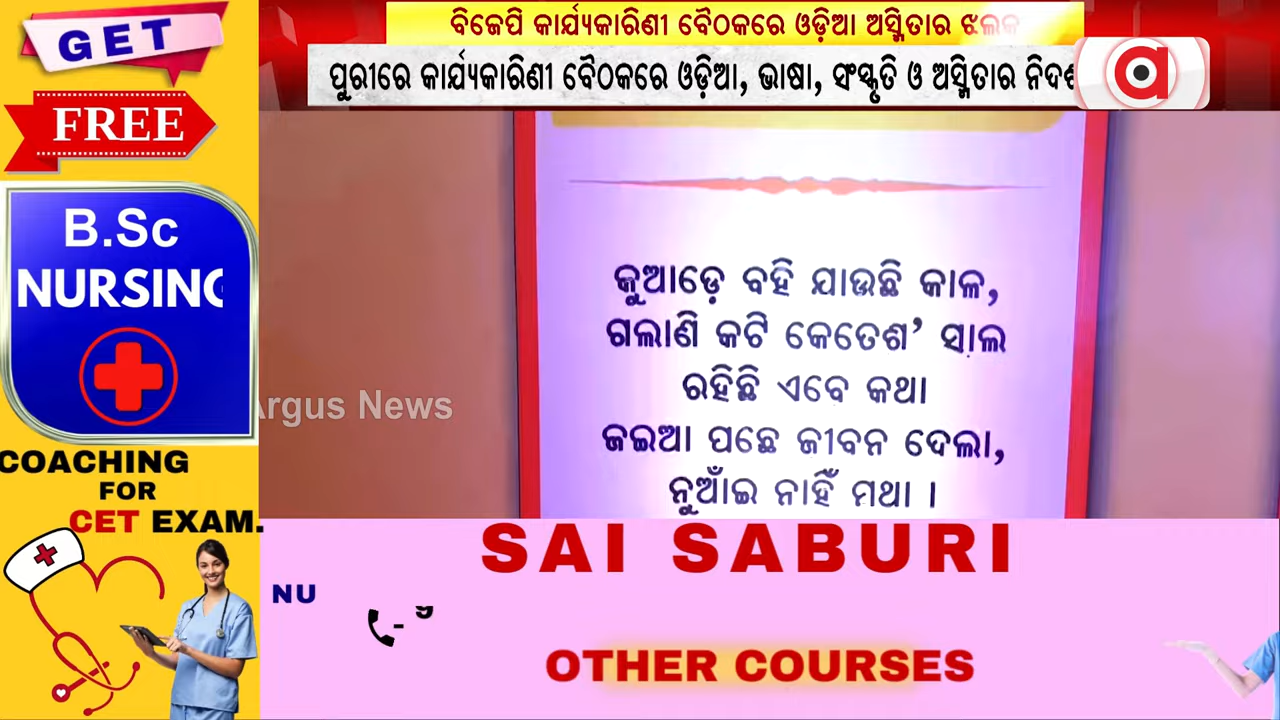 ବିଜେପି କାର୍ଯ୍ୟକାରିଣୀ ବୈଠକରେ ଓଡ଼ିଆ ଅସ୍ମିତାର ଝଲକ
ପୁରୀରେ କାର୍ଯ୍ୟକାରିଣୀ ବୈଠକରେ ଓଡ଼ିଆ, ଭାଷା, ସଂସ୍କୃତି ଓ ଅସ୍ମିତାର
GET
FREE
B.Sc
NURSING
COACHING
FOR
CET EXAM.
କୁଆଡ଼େ ବହି ଯାଉଛି କାଳ,
ଗଲାଣି କଟି କେତେଶ’ ସାଲ
ରହିଛି ଏବେ କଥା
ଜଇଆ ପଛେ ଜୀବନ ଦେଲା,
ନୁଆଁଇ ନାହିଁ ମଥା ।
Argus News
SAI SABURI
NU
OTHER COURSES